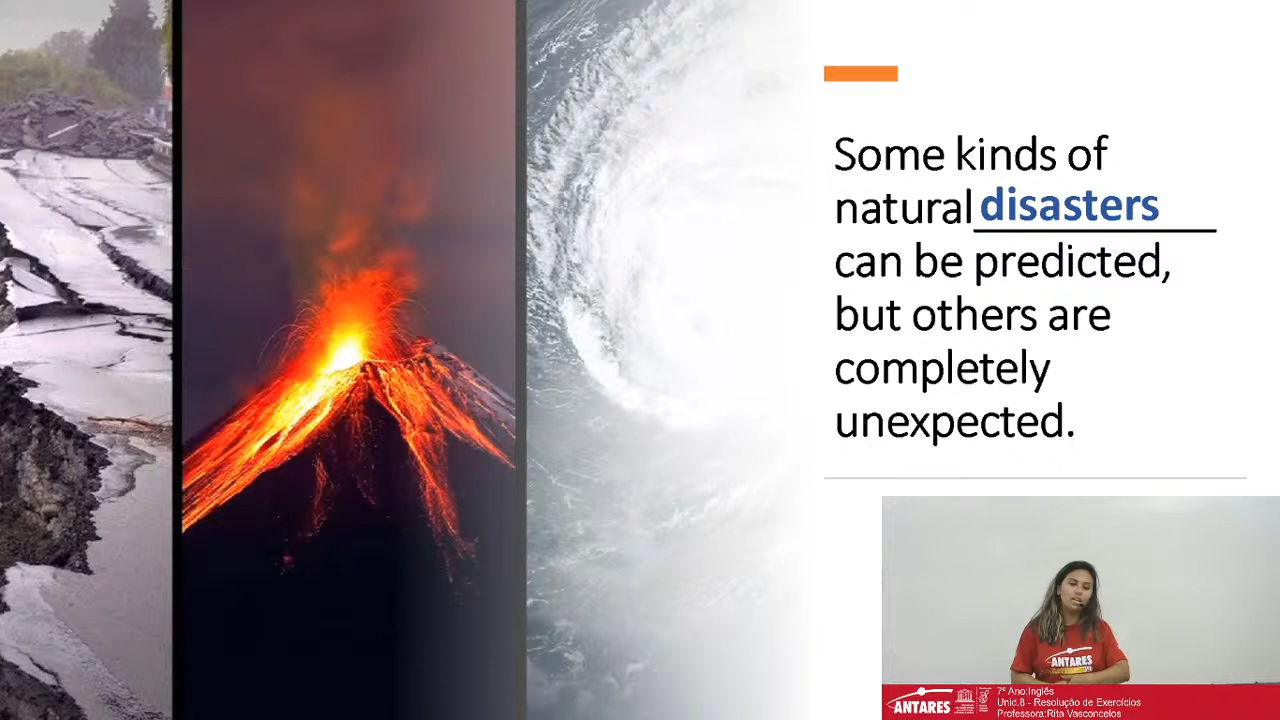 Some kinds of
natural disasters
can be predicted,
but others are
completely
unexpected.
ANTARES
ANTARES
7º Ano:Inglês
Unid.8 - Resolução de Exercícios
Professora:Rita Vasconcelos